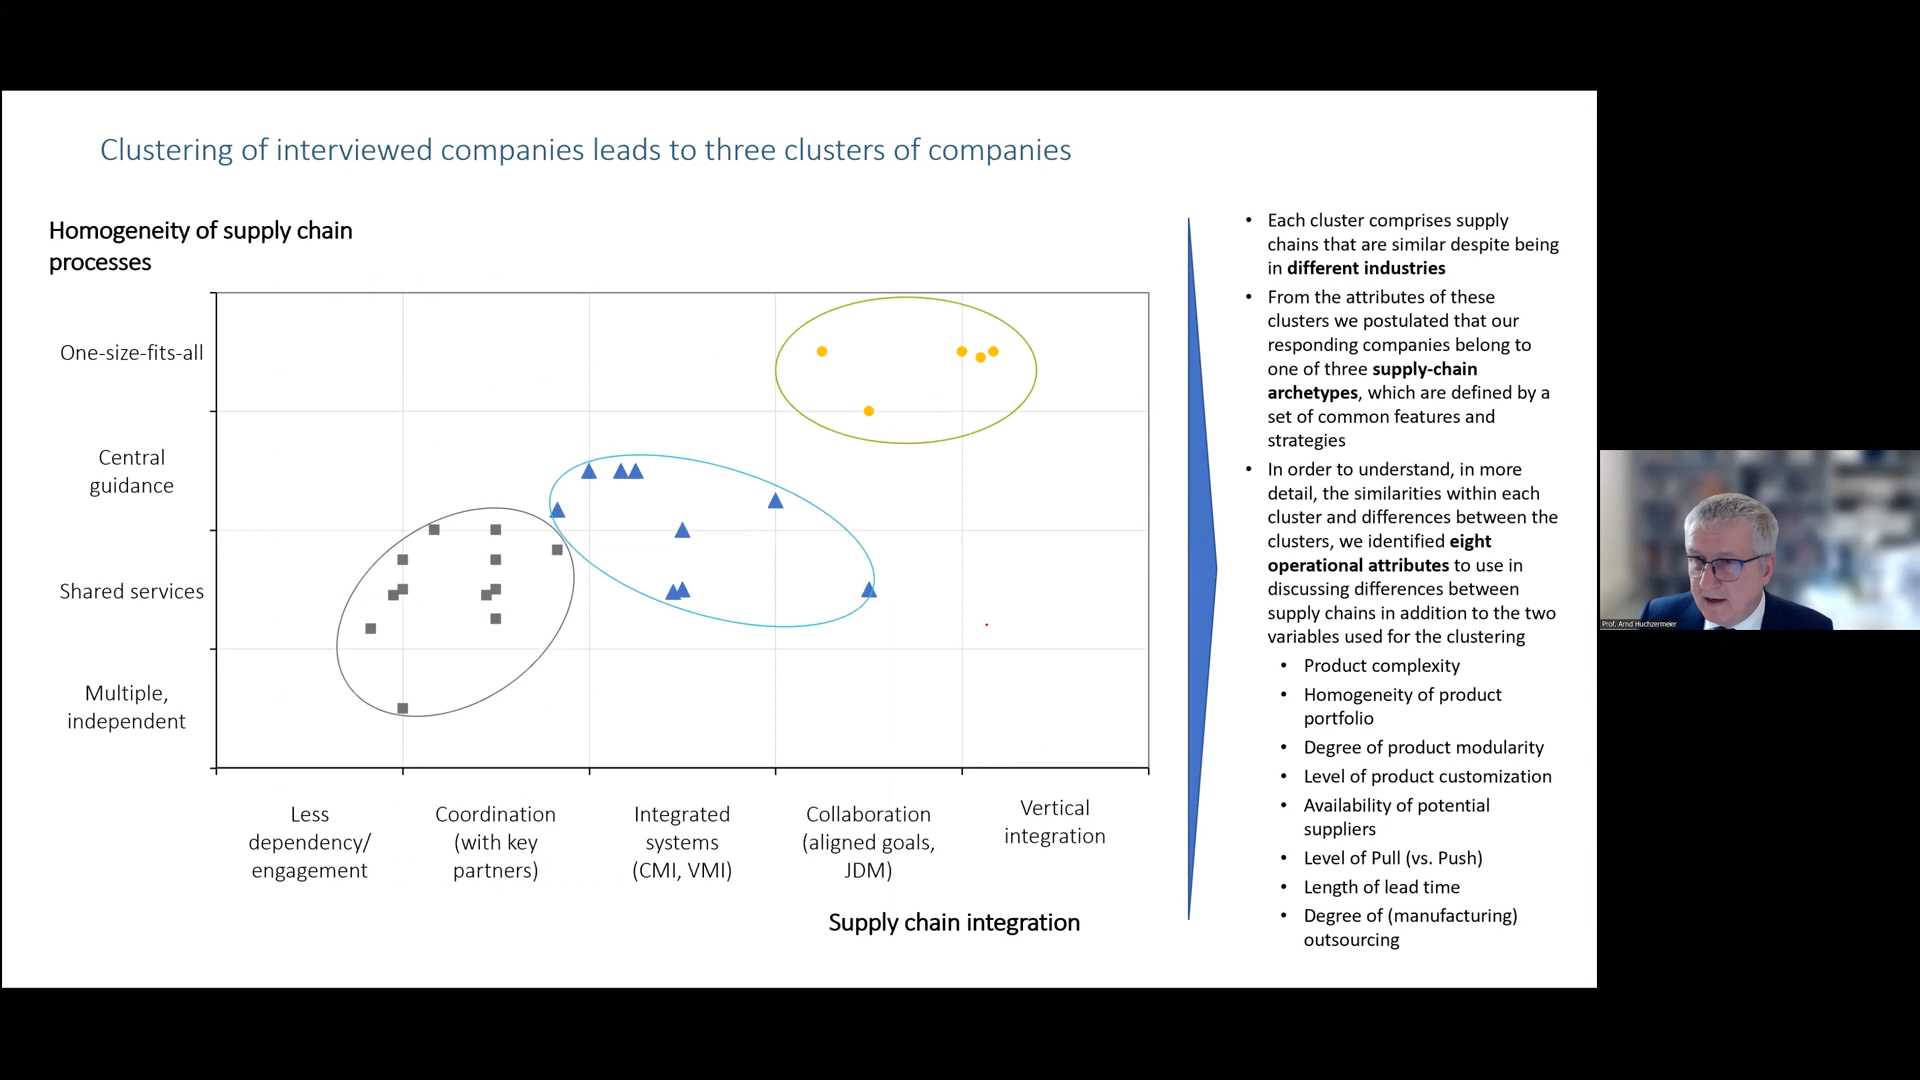 Clustering of interviewed companies leads to three clusters of companies
Homogeneity of supply chain
processes
One-size-fits-all
Central
guidance
Shared services
Multiple,
independent
Less
dependency/
engagement
Coordination
(with key
partners)
Integrated
systems
(CMI, VMI)
Collaboration
(aligned goals,
JDM)
Vertical
integration
Supply chain integration
• Each cluster comprises supply
chains that are similar despite being
in different industries
• From the attributes of these
clusters we postulated that our
responding companies belong to
one of three supply-chain
archetypes, which are defined by a
set of common features and
strategies
• In order to understand, in more
detail, the similarities within each
cluster and differences between the
clusters, we identified eight
operational attributes to use in
discussing differences between
supply chains in addition to the two
variables used for the clustering
• Product complexity
• Homogeneity of product
portfolio
• Degree of product modularity
• Level of product customization
• Availability of potential
suppliers
• Level of Pull (vs. Push)
• Length of lead time
• Degree of (manufacturing)
outsourcing
Prof. Arnd Huchzermeier